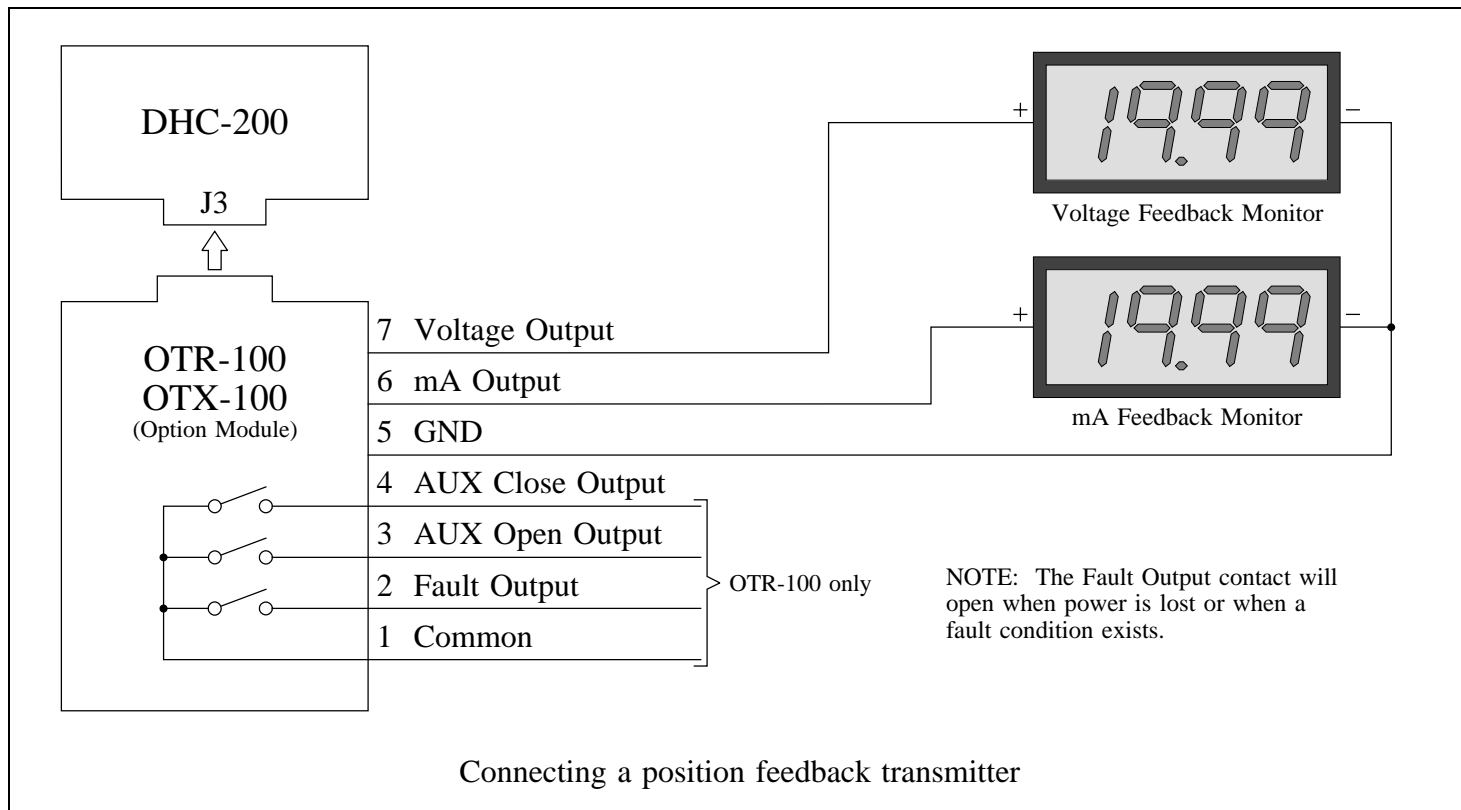 DHC-200
J3
OTR-100
OTX-100
(Option Module)
7 Voltage Output
6 mA Output
5 GND
4 AUX Close Output
3 AUX Open Output
2 Fault Output
1 Common
OTR-100 only
+ 19.99 −
Voltage Feedback Monitor
+ 19.99 −
mA Feedback Monitor
NOTE: The Fault Output contact will
open when power is lost or when a
fault condition exists.
Connecting a position feedback transmitter